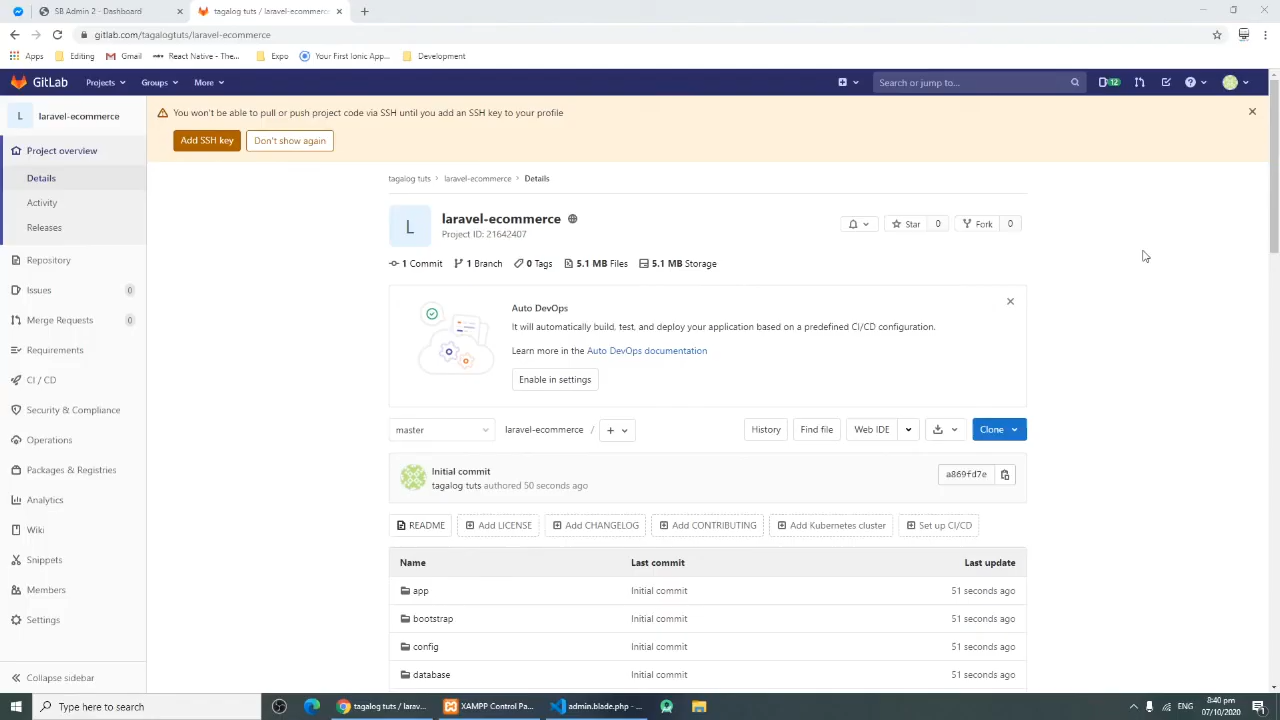 SB Admin 2 - Dashboard
tagalog tuts / laravel-ecommerce
gitlab.com/tagalogtuts/laravel-ecommerce
Apps Editing Gmail React Native - The... Expo Your First Ionic App... Development
GitLab Projects Groups More Search or jump to... 12
L laravel-ecommerce
Project overview
Details
Activity
Releases
Repository
Issues 0
Merge Requests 0
Requirements
CI / CD
Security & Compliance
Operations
Packages & Registries
Analytics
Wiki
Snippets
Members
Settings
Collapse sidebar
You won't be able to pull or push project code via SSH until you add an SSH key to your profile
Add SSH key Don't show again
tagalog tuts > laravel-ecommerce > Details
L laravel-ecommerce
Project ID: 21642407
Star 0 Fork 0
1 Commit 1 Branch 0 Tags 5.1 MB Files 5.1 MB Storage
Auto DevOps
It will automatically build, test, and deploy your application based on a predefined CI/CD configuration.
Learn more in the Auto DevOps documentation
Enable in settings
master laravel-ecommerce / + History Find file Web IDE Clone
Initial commit
tagalog tuts authored 50 seconds ago
a869fd7e
README Add LICENSE Add CHANGELOG Add CONTRIBUTING Add Kubernetes cluster Set up CI/CD
Name Last commit Last update
app Initial commit 51 seconds ago
bootstrap Initial commit 51 seconds ago
config Initial commit 51 seconds ago
database Initial commit 51 seconds ago
Type here to search
tagalog tuts / larav...
XAMPP Control Pa...
admin.blade.php - ...
ENG
8:40 pm
07/10/2020
1